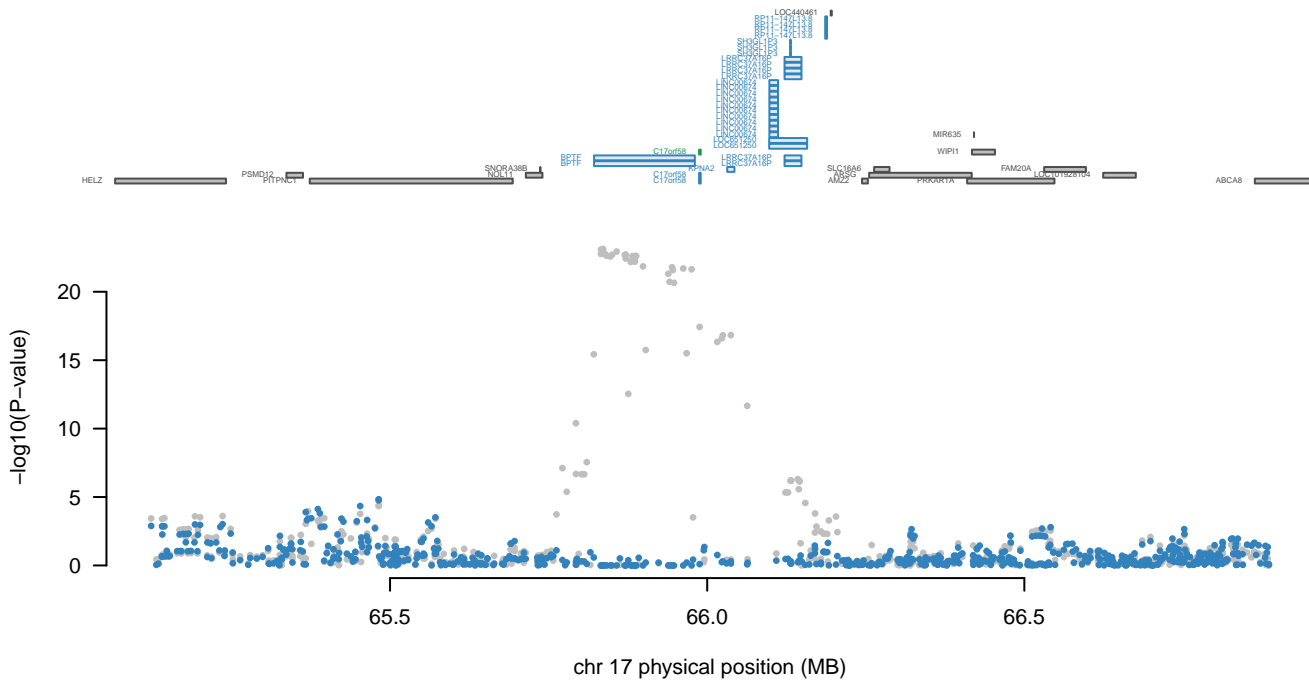 LOC440461
RP11-147L13.8
RP11-147L13.8
RP11-147L13.8
RP11-147L13.8
SH3GL1P3
SH3GL1P3
SH3GL1P3
LRRC37A16P
LRRC37A16P
LRRC37A16P
LRRC37A16P
LINC00674
LINC00674
LINC00674
LINC00674
LINC00674
LINC00674
LINC00674
LINC00674
LINC00674
LINC00674
MIR635
LOC651250
LOC651250
C17orf58
WIPI1
BPTF
LRRC37A16P
BPTF
LRRC37A16P
SNORA38B
KPNA2
SLC16A6
FAM20A
PSMD12
NOL11
C17orf58
ARSG
LOC101928104
HELZ
PITPNC1
C17orf58
AMZ2
PRKAR1A
ABCA8
−log10(P−value)
20
15
10
5
0
65.5 66.0 66.5
chr 17 physical position (MB)